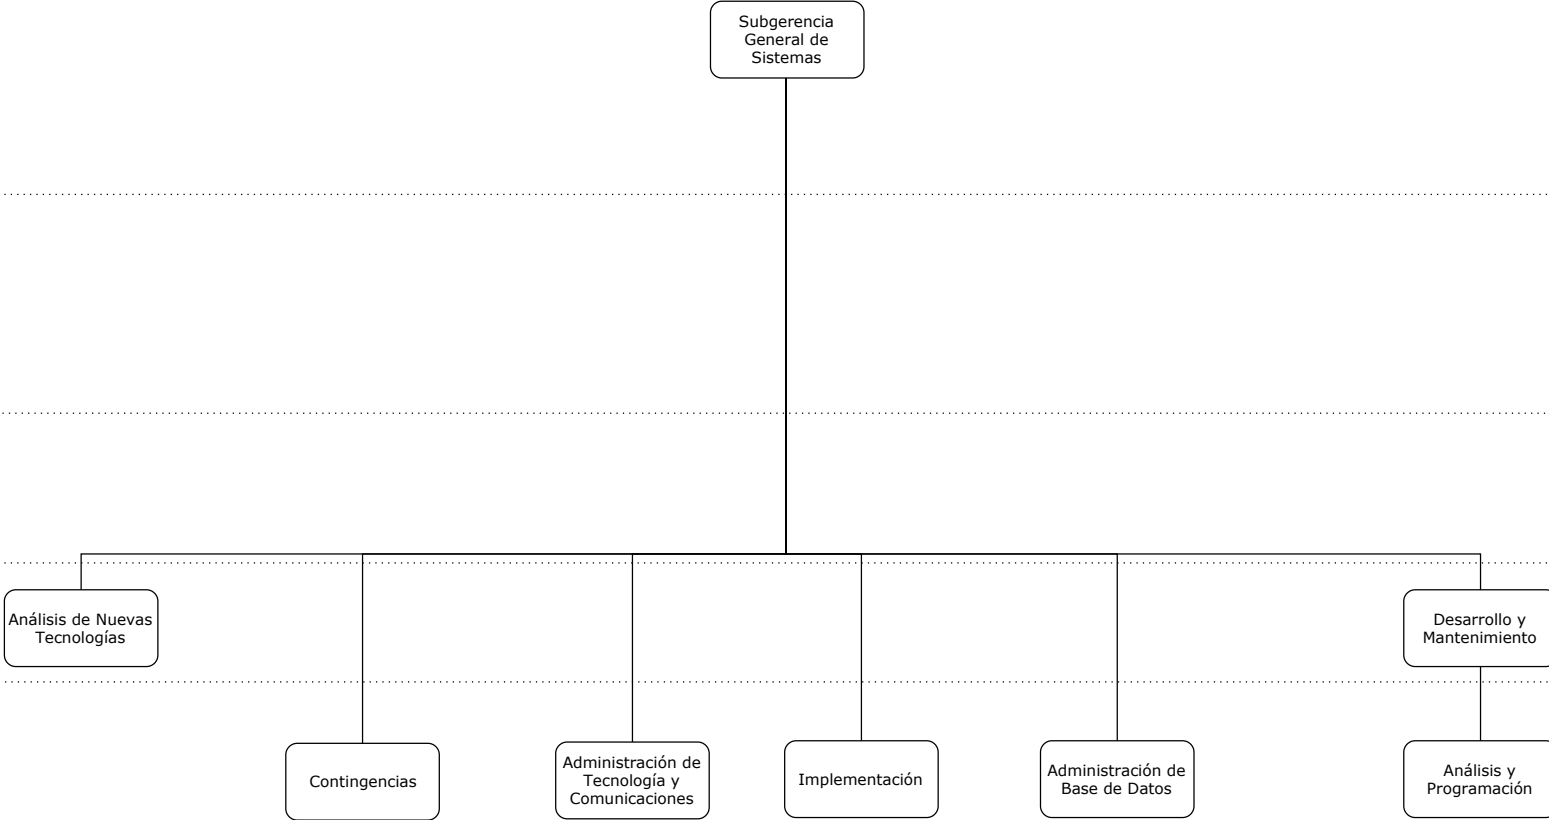 Subgerencia
General de
Sistemas
Análisis de Nuevas
Tecnologías
Desarrollo y
Mantenimiento
Contingencias
Administración de
Tecnología y
Comunicaciones
Implementación
Administración de
Base de Datos
Análisis y
Programación